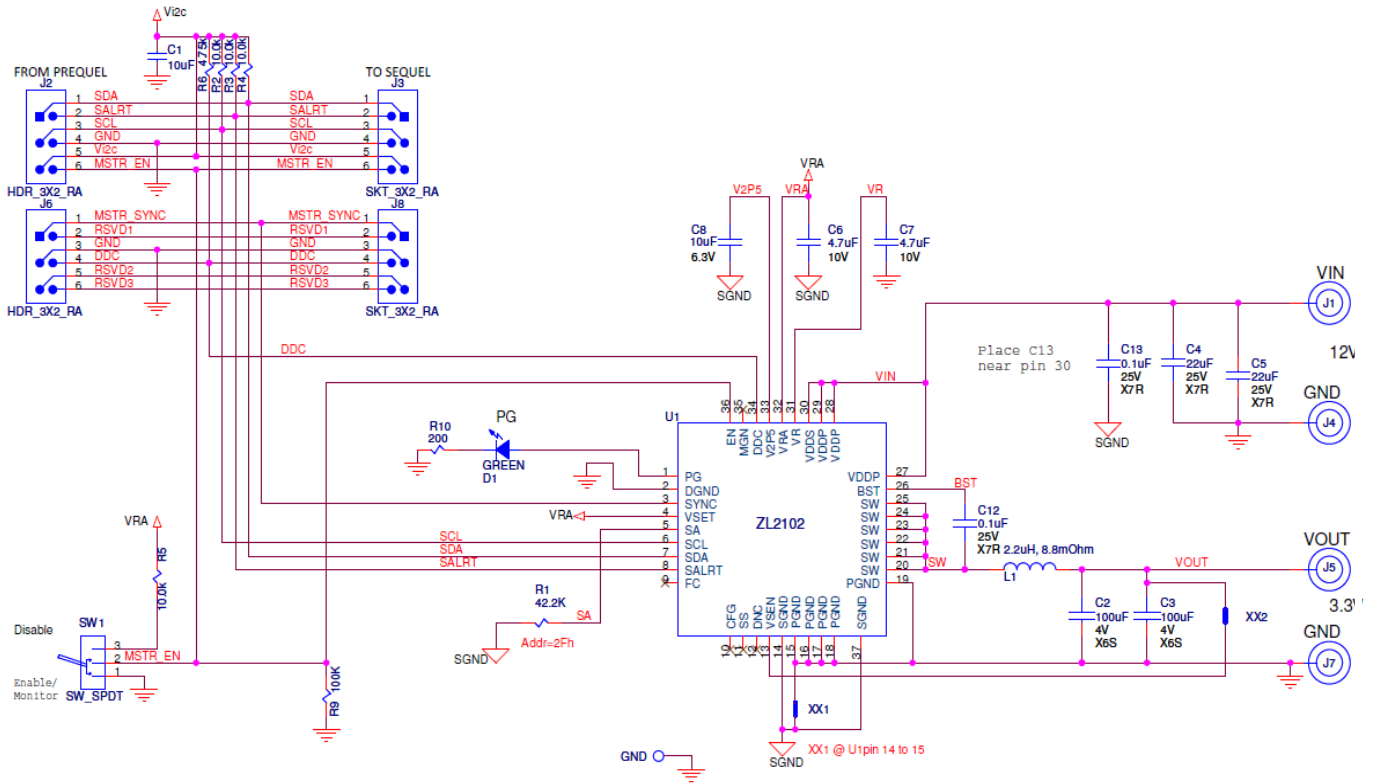 Vi2c
C1
10uF
R6 4.75k
R2 10.0k
R3 10.0k
R4 10.0k
FROM PREQUEL
J2
TO SEQUEL
J3
1 SDA SDA 1
2 SALRT SALRT 2
3 SCL SCL 3
4 GND GND 4
5 Vi2c Vi2c 5
6 MSTR_EN MSTR_EN 6
HDR_3X2_RA
SKT_3X2_RA
J6
J8
1 MSTR_SYNC MSTR_SYNC 1
2 RSVD1 RSVD1 2
3 GND GND 3
4 DDC DDC 4
5 RSVD2 RSVD2 5
6 RSVD3 RSVD3 6
HDR_3X2_RA
SKT_3X2_RA
VRA
V2P5
VRA
VR
C8
10uF
6.3V
SGND
C6
4.7uF
10V
SGND
C7
4.7uF
10V
VIN
J1
12V
GND
J4
Place C13
near pin 30
C13
0.1uF
25V
X7R
SGND
C4
22uF
25V
X7R
C5
22uF
25V
X7R
DDC
VIN
U1
36 35 34 33 32 31 30 29 28
EN MGN DDC V2P5 VRA VR VDDS VDDP VDDP
PG
R10
200
GREEN
D1
ZL2102
1 PG
2 DGND
3 SYNC
4 VSET
5 SA
6 SCL
7 SDA
8 SALRT
9 FC
VDDP 27
BST 26
SW 25
SW 24
SW 23
SW 22
SW 21
SW 20
PGND 19
CFG SS DNC VSEN SGND PGND PGND PGND PGND SGND
10 11 12 13 14 15 16 17 18 37
VRA
SCL
SDA
SALRT
R1
42.2K
SA
Addr=2Fh
SGND
BST
C12
0.1uF
25V
X7R
2.2uH, 8.8mOhm
SW
L1
VOUT
C2
100uF
4V
X6S
C3
100uF
4V
X6S
XX2
VOUT
J5
3.3V
GND
J7
VRA
R5
10.0k
Disable
SW1
3
2
1
MSTR_EN
Enable/
Monitor
SW_SPDT
R9 100K
XX1
SGND
XX1 @ U1pin 14 to 15
GND